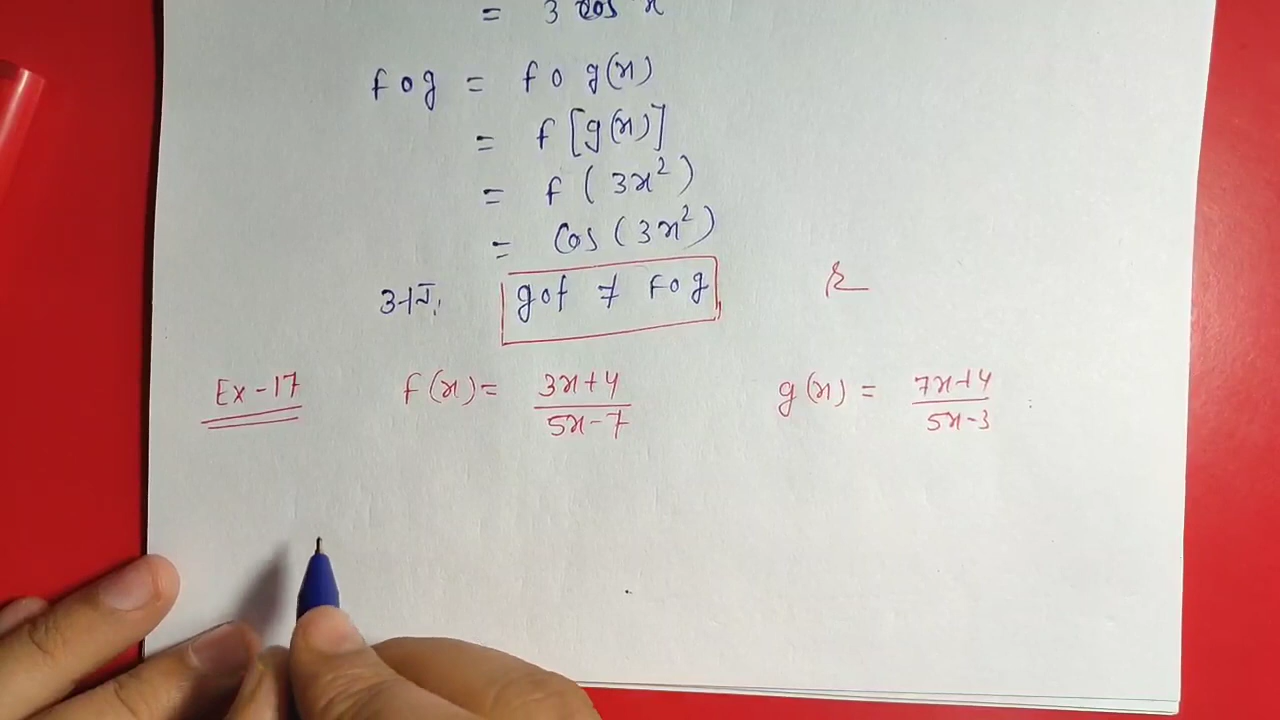 = 3 cos x
fog = fo g(x)
= f[g(x)]
= f(3x²)
= cos(3x²)
अतः gof ≠ fog
Ex-17 f(x) = 3x+4 / 5x-7 g(x) = 7x+4 / 5x-3